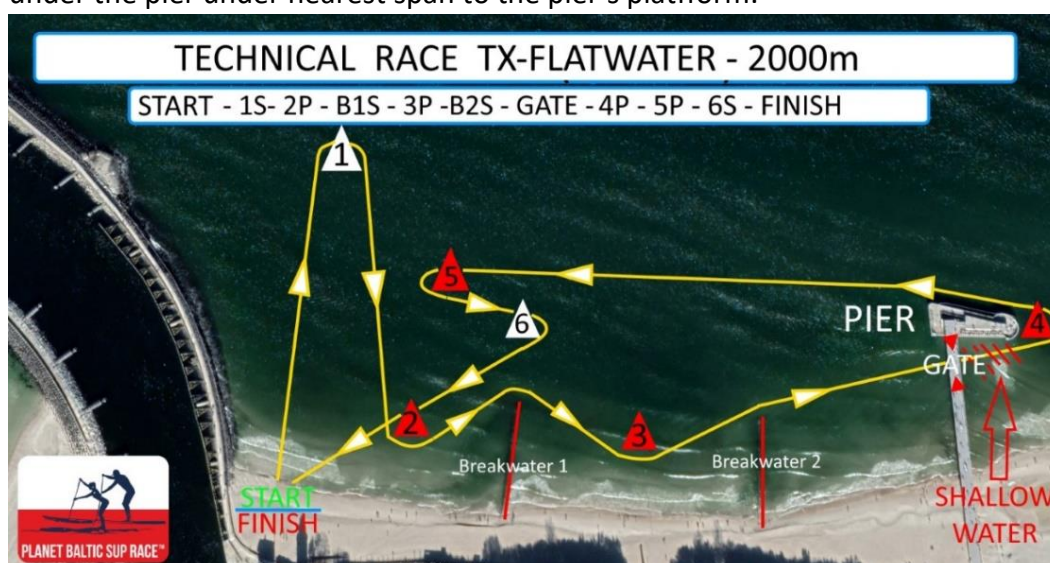 under the pier under nearest span to the pier's platform.
TECHNICAL RACE TX-FLATWATER - 2000m
START - 1S- 2P - B1S - 3P -B2S - GATE - 4P - 5P - 6S - FINISH
1
5
6
PIER
4
GATE
2
3
Breakwater 1
Breakwater 2
START
FINISH
SHALLOW
WATER
PLANET BALTIC SUP RACE™